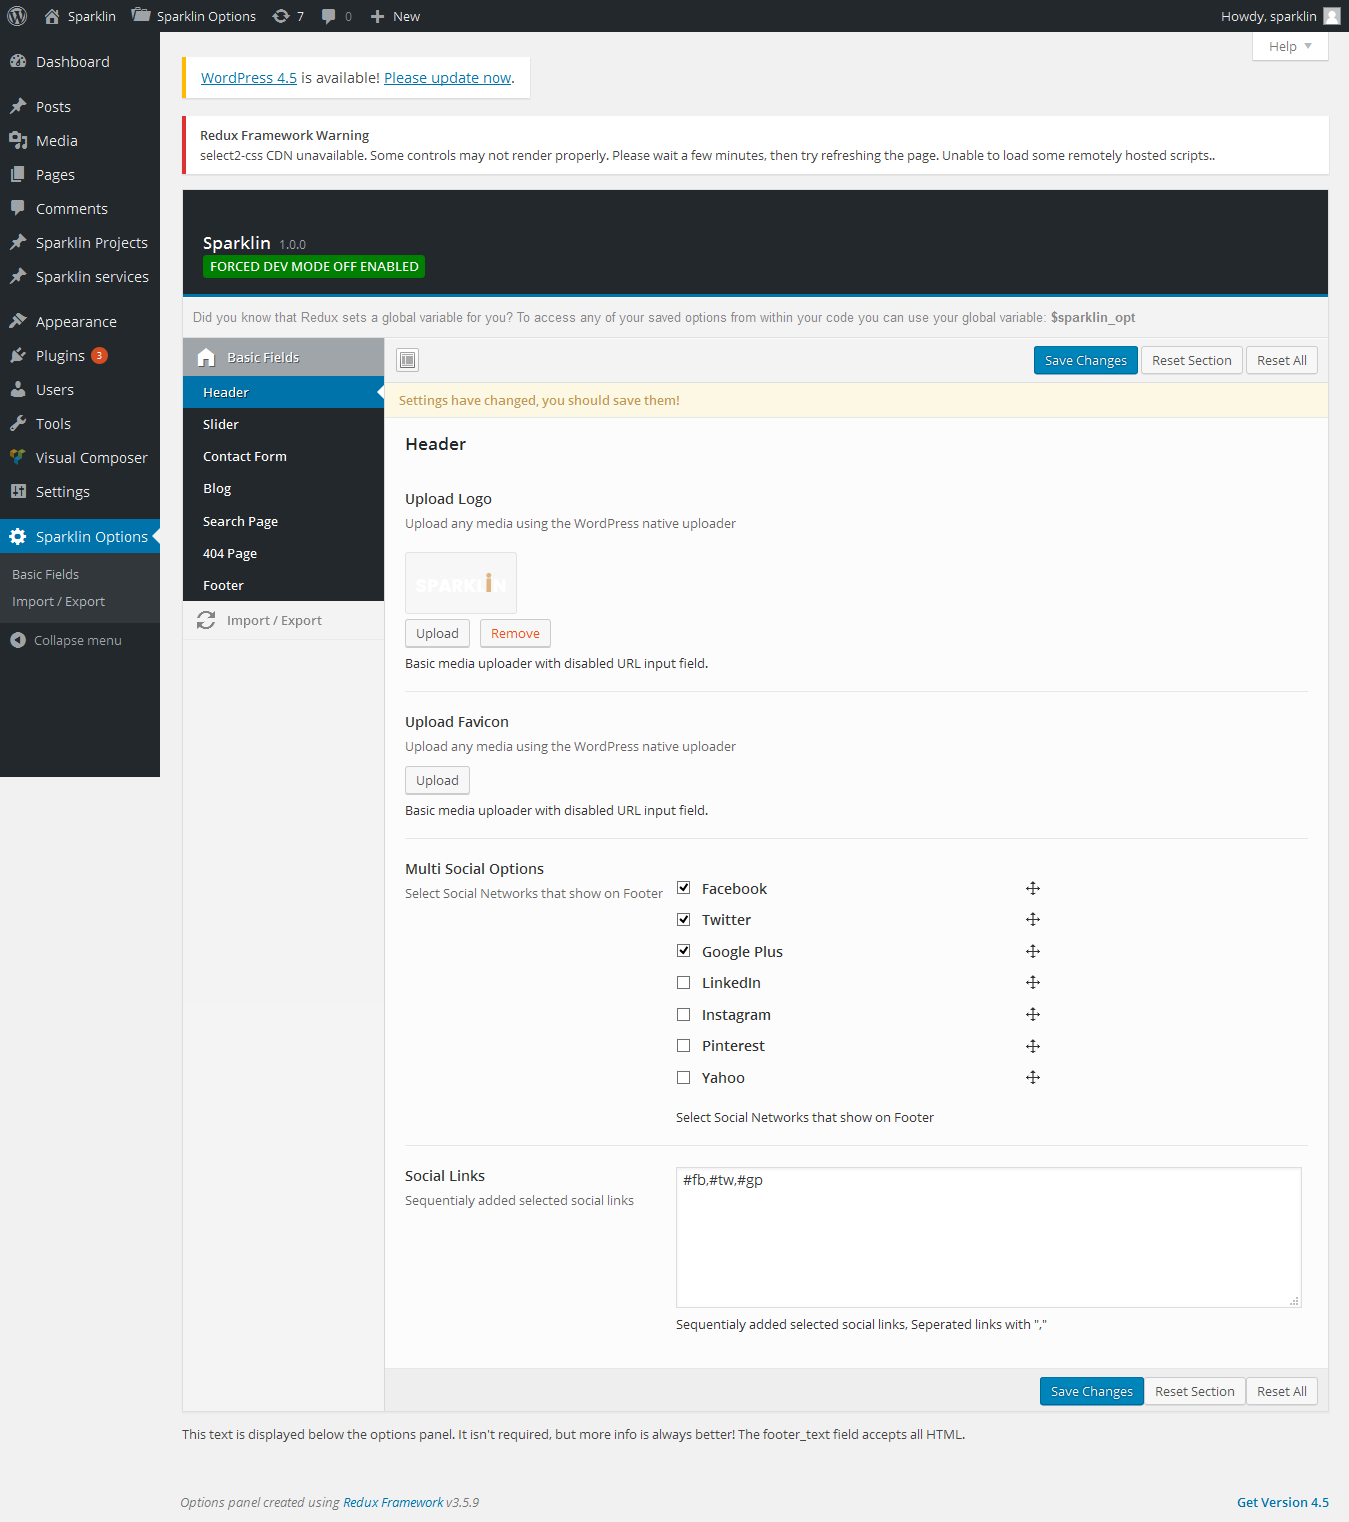 Sparklin Sparklin Options 7 0 New Howdy, sparklin
Help
Dashboard
Posts
Media
Pages
Comments
Sparklin Projects
Sparklin services
Appearance
Plugins 3
Users
Tools
Visual Composer
Settings
Sparklin Options
Basic Fields
Import / Export
Collapse menu
WordPress 4.5 is available! Please update now.
Redux Framework Warning
select2-css CDN unavailable. Some controls may not render properly. Please wait a few minutes, then try refreshing the page. Unable to load some remotely hosted scripts..
Sparklin 1.0.0
FORCED DEV MODE OFF ENABLED
Did you know that Redux sets a global variable for you? To access any of your saved options from within your code you can use your global variable: $sparklin_opt
Basic Fields
Header
Slider
Contact Form
Blog
Search Page
404 Page
Footer
Import / Export
Save Changes Reset Section Reset All
Settings have changed, you should save them!
Header
Upload Logo
Upload any media using the WordPress native uploader
SPARKLIN
Upload Remove
Basic media uploader with disabled URL input field.
Upload Favicon
Upload any media using the WordPress native uploader
Upload
Basic media uploader with disabled URL input field.
Multi Social Options
Select Social Networks that show on Footer
Facebook
Twitter
Google Plus
LinkedIn
Instagram
Pinterest
Yahoo
Select Social Networks that show on Footer
Social Links
Sequentialy added selected social links
#fb,#tw,#gp
Sequentialy added selected social links, Seperated links with ","
Save Changes Reset Section Reset All
This text is displayed below the options panel. It isn't required, but more info is always better! The footer_text field accepts all HTML.
Options panel created using Redux Framework v3.5.9
Get Version 4.5